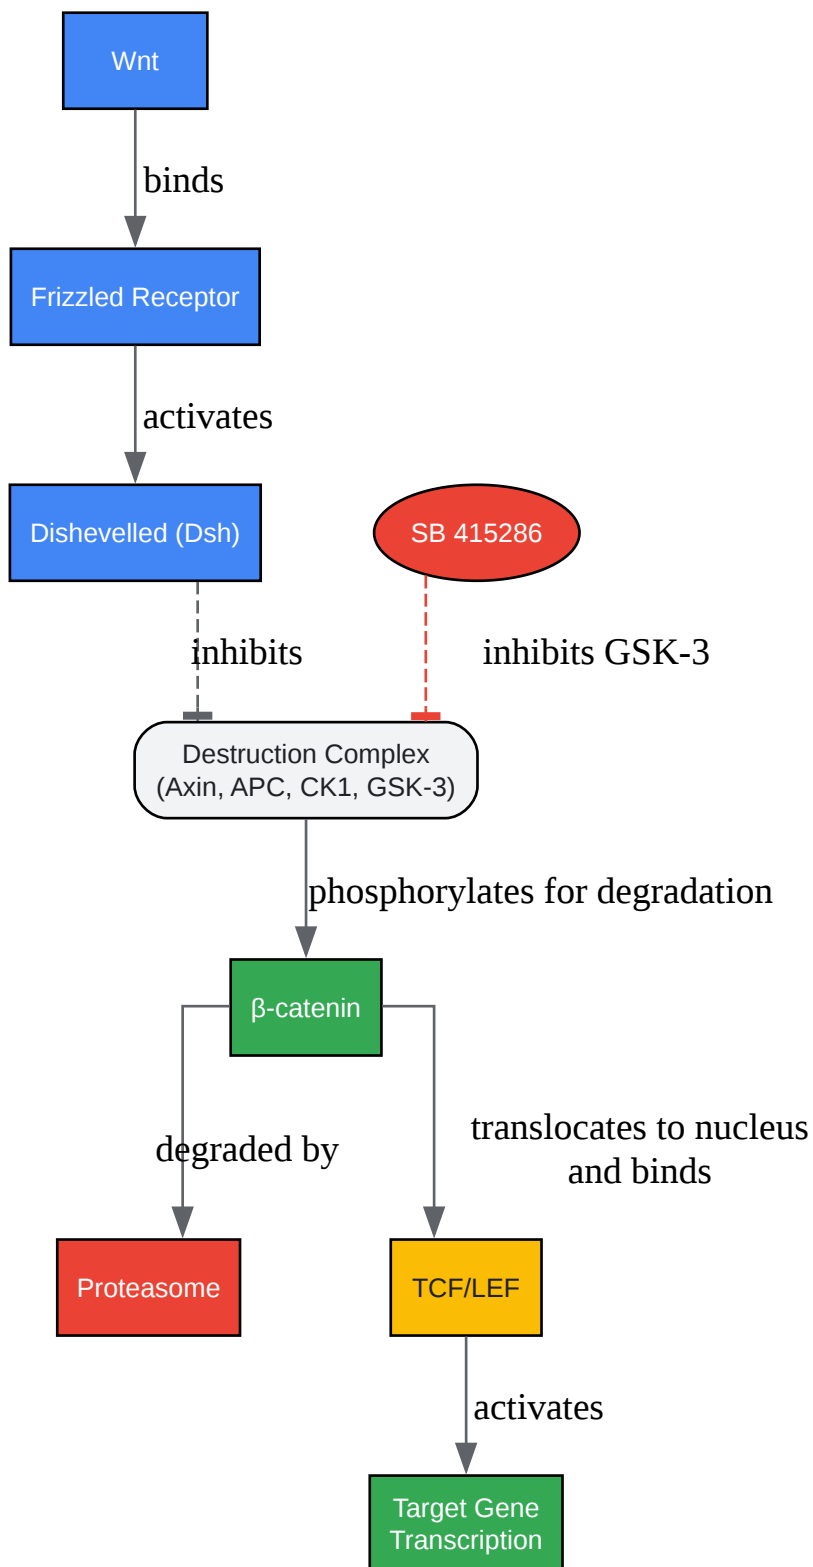 Wnt
binds
Frizzled Receptor
activates
Dishevelled (Dsh)
SB 415286
inhibits
inhibits GSK-3
Destruction Complex
(Axin, APC, CK1, GSK-3)
phosphorylates for degradation
β-catenin
degraded by
translocates to nucleus
and binds
Proteasome
TCF/LEF
activates
Target Gene
Transcription